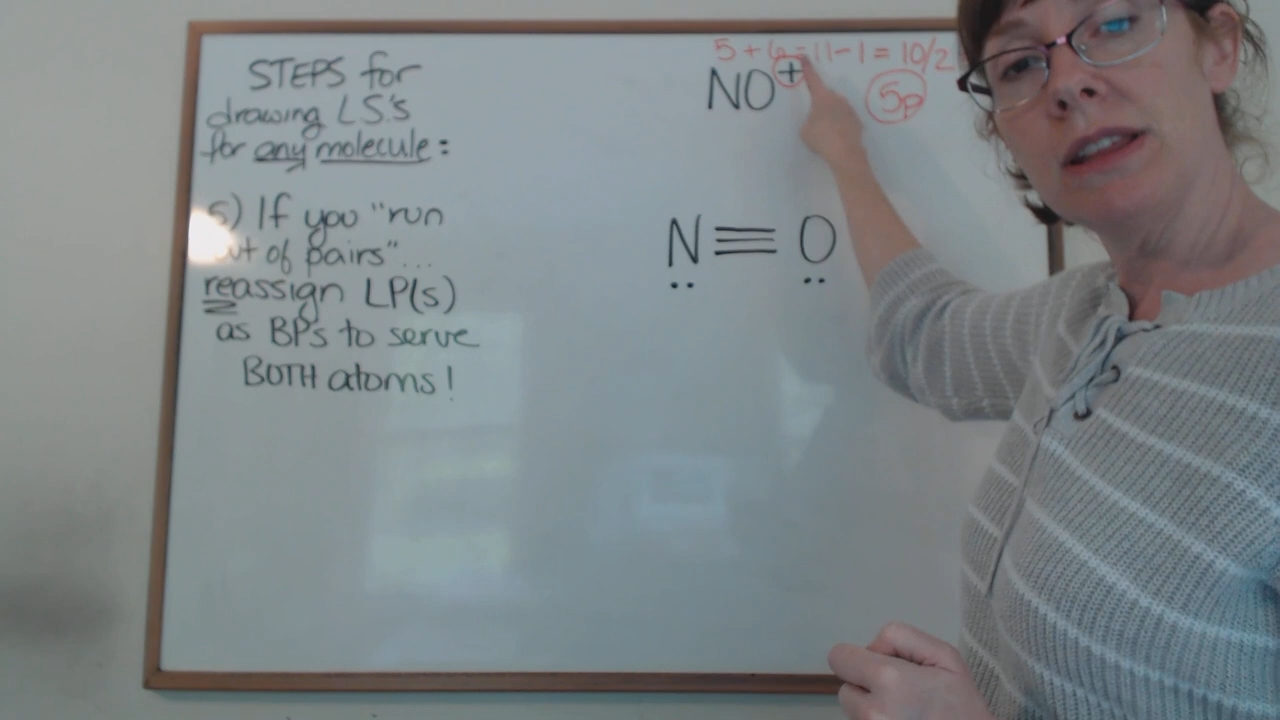 STEPS for
drawing L.S.'s
for any molecule:
5) If you "run
out of pairs"...
reassign LP(s)
as BPs to serve
BOTH atoms!
5 + 6 = 11 - 1 = 10/2
NO+
5p
N≡O